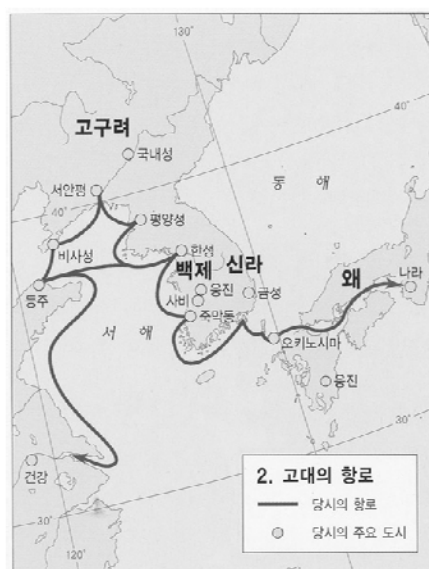 130°
고구려
국내성
40°
서안평
동 해
40°
평양성
비사성
한성
백제
신라
왜
나라
등주
웅진
금성
사비
죽막동
서 해
오키노시마
웅진
30°
건강
2. 고대의 항로
당시의 항로
당시의 주요 도시
30°
120°